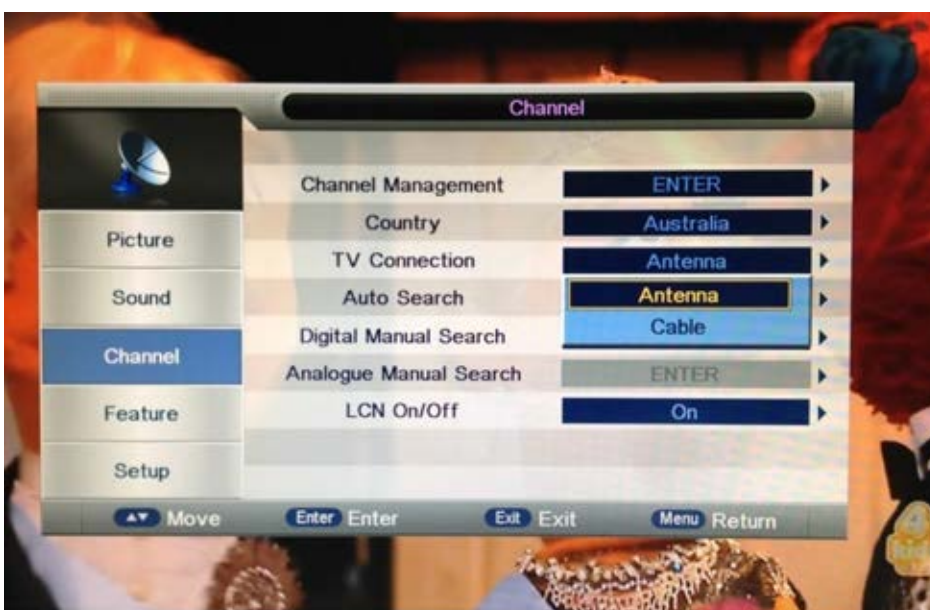 Channel
Channel Management ENTER
Country Australia
TV Connection Antenna
Auto Search Antenna
Cable
Digital Manual Search
Analogue Manual Search ENTER
LCN On/Off On
Picture
Sound
Channel
Feature
Setup
Move Enter Enter Exit Exit Menu Return
4